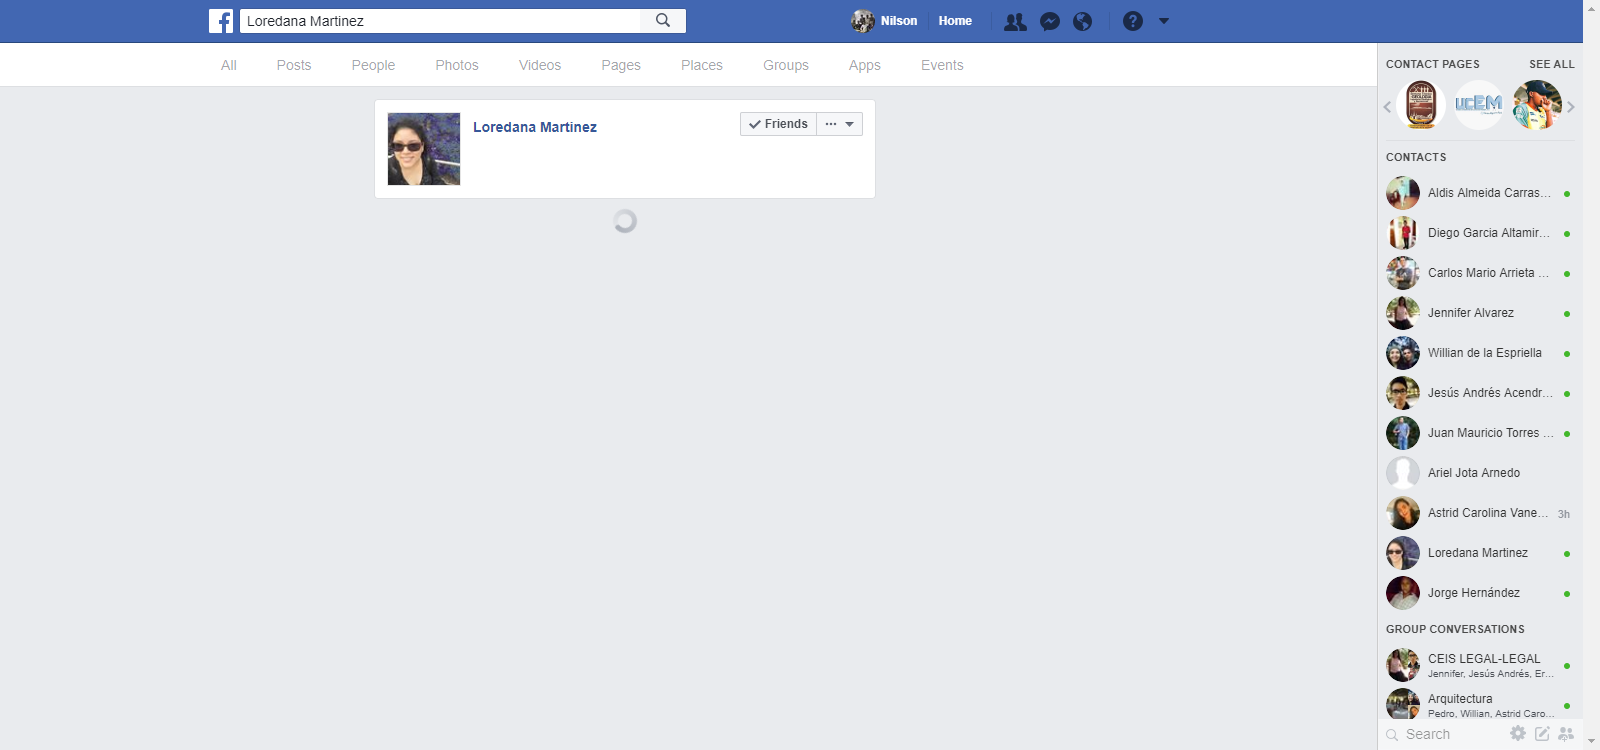 Loredana Martinez
Nilson
Home
All
Posts
People
Photos
Videos
Pages
Places
Groups
Apps
Events
Loredana Martinez
Friends
CONTACT PAGES
SEE ALL
UCEM
CONTACTS
Aldis Almeida Carras...
Diego Garcia Altamir...
Carlos Mario Arrieta ...
Jennifer Alvarez
Willian de la Espriella
Jesús Andrés Acendr...
Juan Mauricio Torres ...
Ariel Jota Arnedo
Astrid Carolina Vane...
3h
Loredana Martinez
Jorge Hernández
GROUP CONVERSATIONS
CEIS LEGAL-LEGAL
Jennifer, Jesús Andrés, Er...
Arquitectura
Pedro, Willian, Astrid Caro...
Search